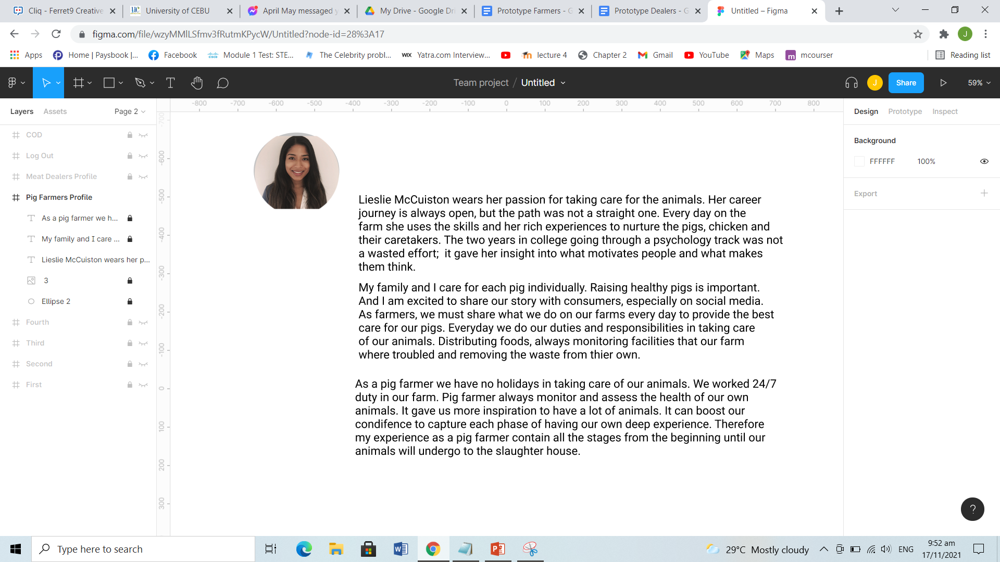 Cliq - Ferret9 Creative
University of CEBU
April May messaged y
My Drive - Google Dri
Prototype Farmers - G
Prototype Dealers - G
Untitled – Figma
figma.com/file/wzyMMlLSfmv3fRutmKPycW/Untitled?node-id=28%3A17
J
Apps
Home | Paysbook |...
Facebook
Module 1 Test: STE...
The Celebrity probl...
WIX Yatra.com Interview...
lecture 4
Chapter 2
Gmail
YouTube
Maps
m mcourser
Reading list
Team project / Untitled
J
Share
59%
Layers Assets Page 2
COD
Log Out
Meat Dealers Profile
Pig Farmers Profile
As a pig farmer we h...
My family and I care ...
Lieslie McCuiston wears her p...
3
Ellipse 2
Fourth
Third
Second
First
-800 -700 -600 -500 -400 -300 -200 -100 0 100 200 300 400 500 600 700 800
-700
-600
-500
-400
-300
-200
-100
0
100
200
300
Lieslie McCuiston wears her passion for taking care for the animals. Her career
journey is always open, but the path was not a straight one. Every day on the
farm she uses the skills and her rich experiences to nurture the pigs, chicken and
their caretakers. The two years in college going through a psychology track was not
a wasted effort;  it gave her insight into what motivates people and what makes
them think.
My family and I care for each pig individually. Raising healthy pigs is important.
And I am excited to share our story with consumers, especially on social media.
As farmers, we must share what we do on our farms every day to provide the best
care for our pigs. Everyday we do our duties and responsibilities in taking care
of our animals. Distributing foods, always monitoring facilities that our farm
where troubled and removing the waste from thier own.
As a pig farmer we have no holidays in taking care of our animals. We worked 24/7
duty in our farm. Pig farmer always monitor and assess the health of our own
animals. It gave us more inspiration to have a lot of animals. It can boost our
condifence to capture each phase of having our own deep experience. Therefore
my experience as a pig farmer contain all the stages from the beginning until our
animals will undergo to the slaughter house.
Design Prototype Inspect
Background
FFFFFF 100%
Export
?
Type here to search
29°C Mostly cloudy
ENG
9:52 am
17/11/2021